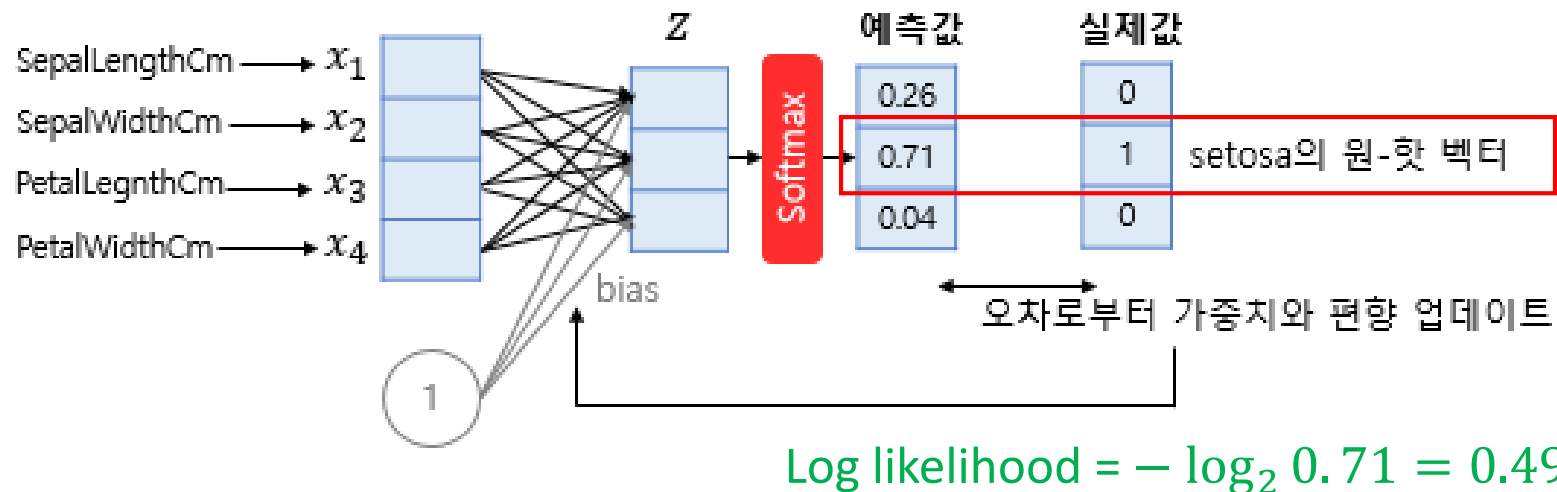 Z 예측값 실제값
SepalLengthCm x₁
SepalWidthCm x₂
PetalLegnthCm x₃
PetalWidthCm x₄
Softmax
0.26 0
0.71 1 setosa의 원-핫 벡터
0.04 0
bias
오차로부터 가중치와 편향 업데이트
1
Log likelihood = − log₂ 0.71 = 0.49